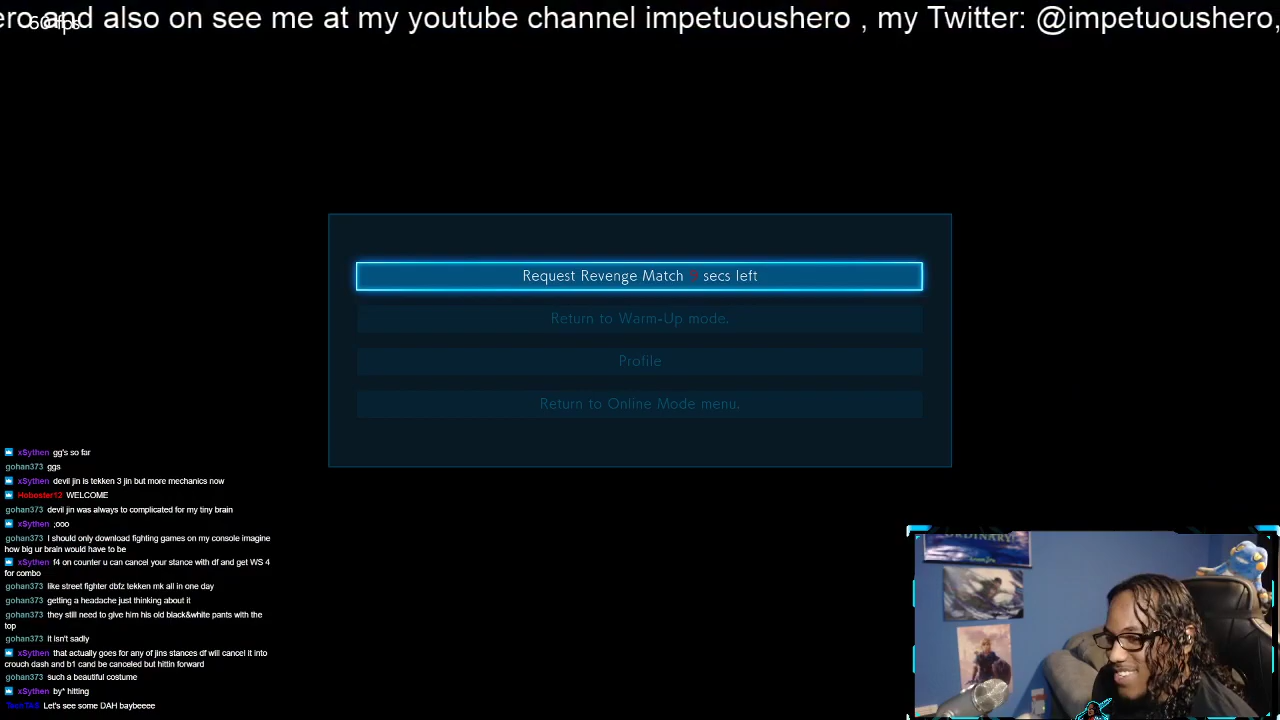 ero and also on see me at my youtube channel impetuoushero , my Twitter: @impetuoushero,
60 fps
Request Revenge Match secs left
Return to Warm-Up mode.
Profile
Return to Online Mode menu.
xSythen gg's so far
gohan373 ggs
xSythen devil jin is tekken 3 jin but more mechanics now
Hoboster12 WELCOME
gohan373 devil jin was always to complicated for my tiny brain
xSythen ;ooo
gohan373 I should only download fighting games on my console imagine
how big ur brain would have to be
xSythen f4 on counter u can cancel your stance with df and get WS 4
for combo
gohan373 like street fighter dbfz tekken mk all in one day
gohan373 getting a headache just thinking about it
gohan373 they still need to give him his old black&white pants with the
top
gohan373 it isn't sadly
xSythen that actually goes for any of jins stances df will cancel it into
crouch dash and b1 cand be canceled but hittin forward
gohan373 such a beautiful costume
xSythen by* hitting
Let's see some DAH baybeeee
ORDINARY